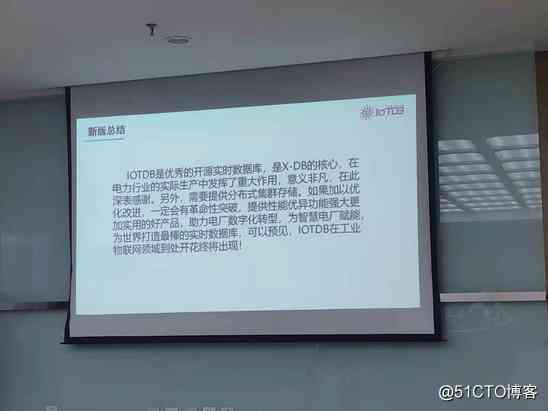 新版总结
IOTDB
IOTDB是优秀的开源实时数据库，是X-DB的核心，在
电力行业的实际生产中发挥了重大作用，意义非凡，在此
深表感谢。另外，需要提供分布式集群存储。如果加以优
化改进，一定会有革命性突破，提供性能优异功能强大更
加实用的好产品，助力电厂数字化转型，为智慧电厂赋能，
为世界打造最棒的实时数据库，可以预见，IOTDB在工业
物联网领域到处开花终将出现！
@51CTO博客